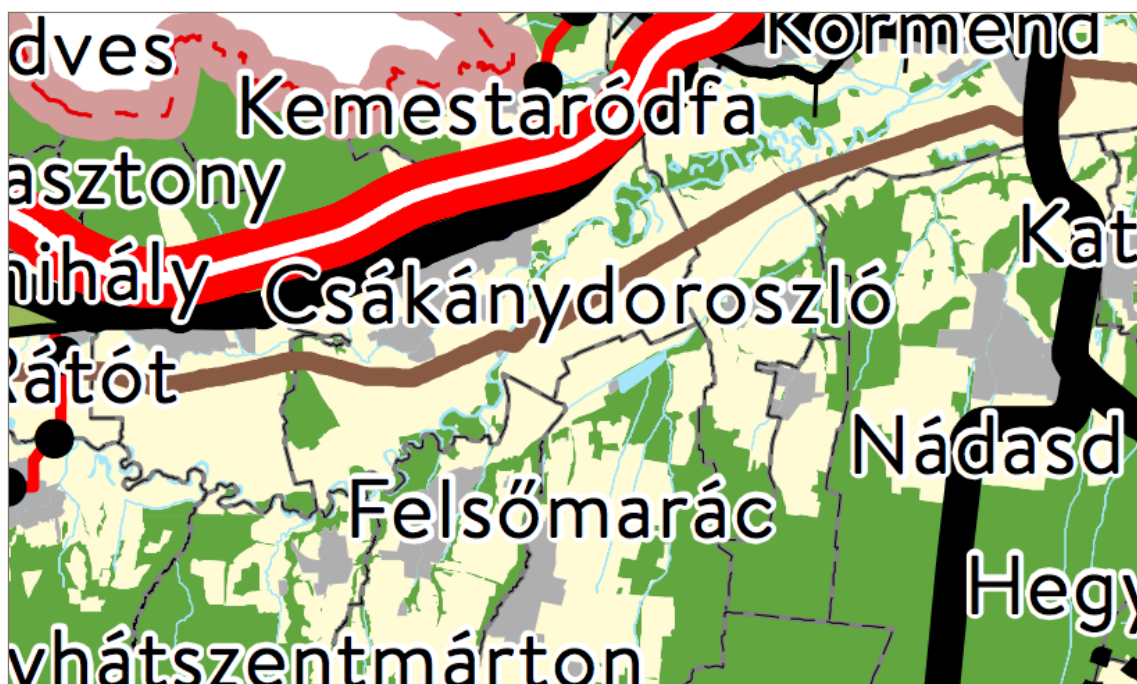 dves
Körmend
Kemestaródfa
asztony
Kat
mihály
Csákánydoroszló
Rátót
Nádasd
Felsőmarác
Hegy
yhátszentmárton